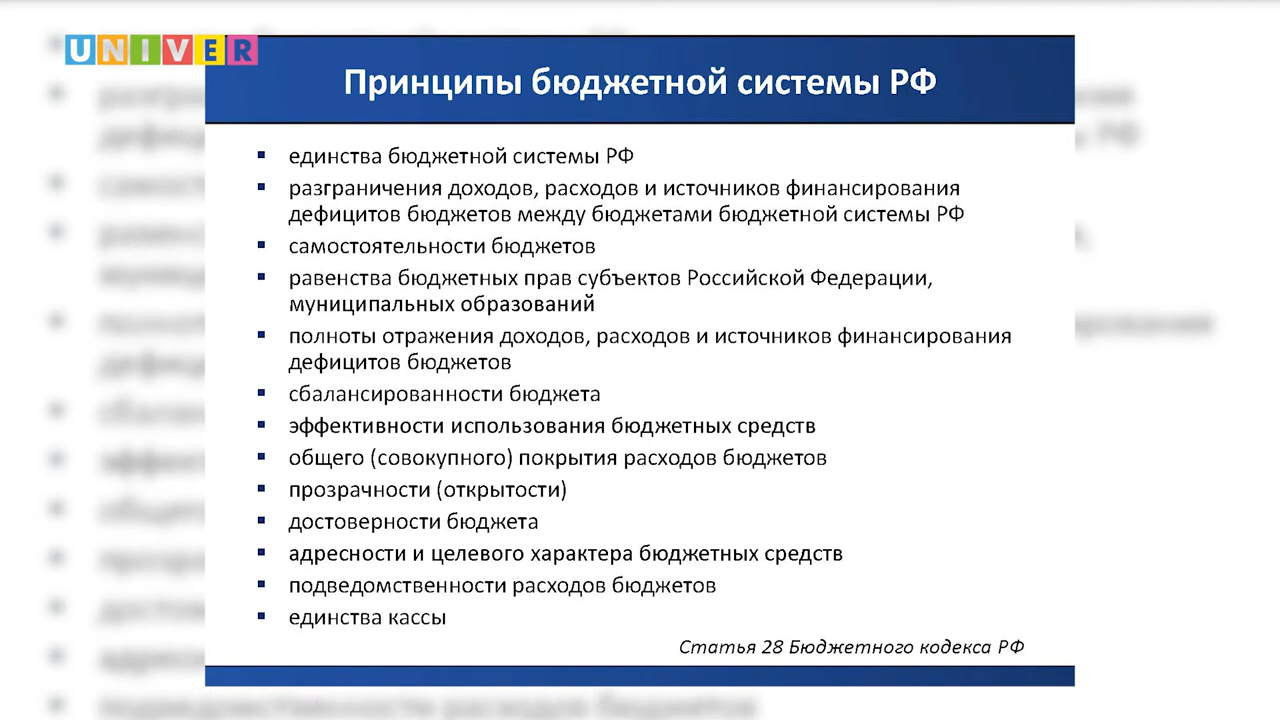 UNIVER
Принципы бюджетной системы РФ
▪ единства бюджетной системы РФ
▪ разграничения доходов, расходов и источников финансирования
дефицитов бюджетов между бюджетами бюджетной системы РФ
▪ самостоятельности бюджетов
▪ равенства бюджетных прав субъектов Российской Федерации,
муниципальных образований
▪ полноты отражения доходов, расходов и источников финансирования
дефицитов бюджетов
▪ сбалансированности бюджета
▪ эффективности использования бюджетных средств
▪ общего (совокупного) покрытия расходов бюджетов
▪ прозрачности (открытости)
▪ достоверности бюджета
▪ адресности и целевого характера бюджетных средств
▪ подведомственности расходов бюджетов
▪ единства кассы
Статья 28 Бюджетного кодекса РФ